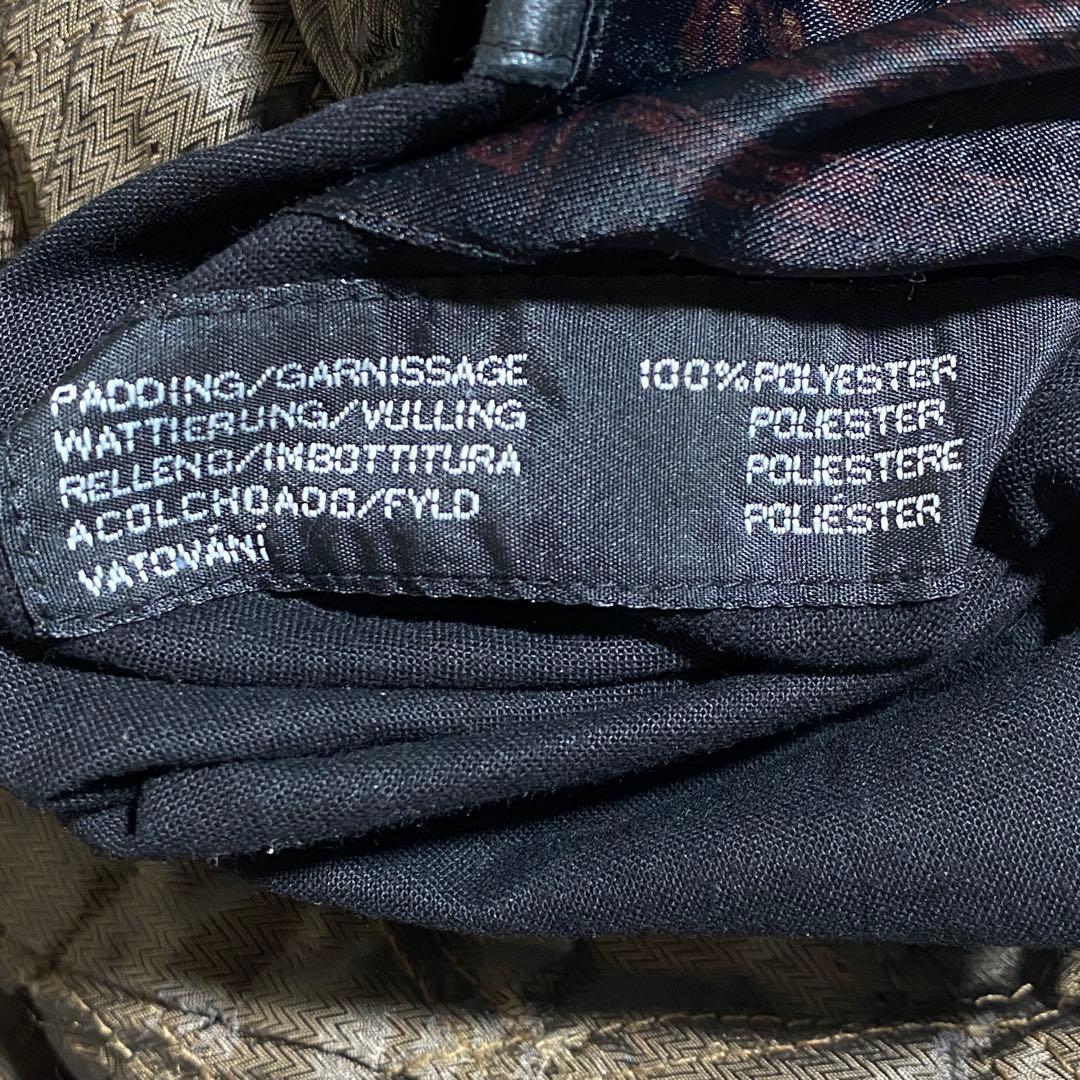 PADDING/GARNISSAGE 100%POLYESTER
WATTIERUNG/VULLING POLIESTER
RELLENO/IMBOTTITURA POLIESTERE
ACOLCHOADO/FYLD POLIÉSTER
VATOVÁNÍ